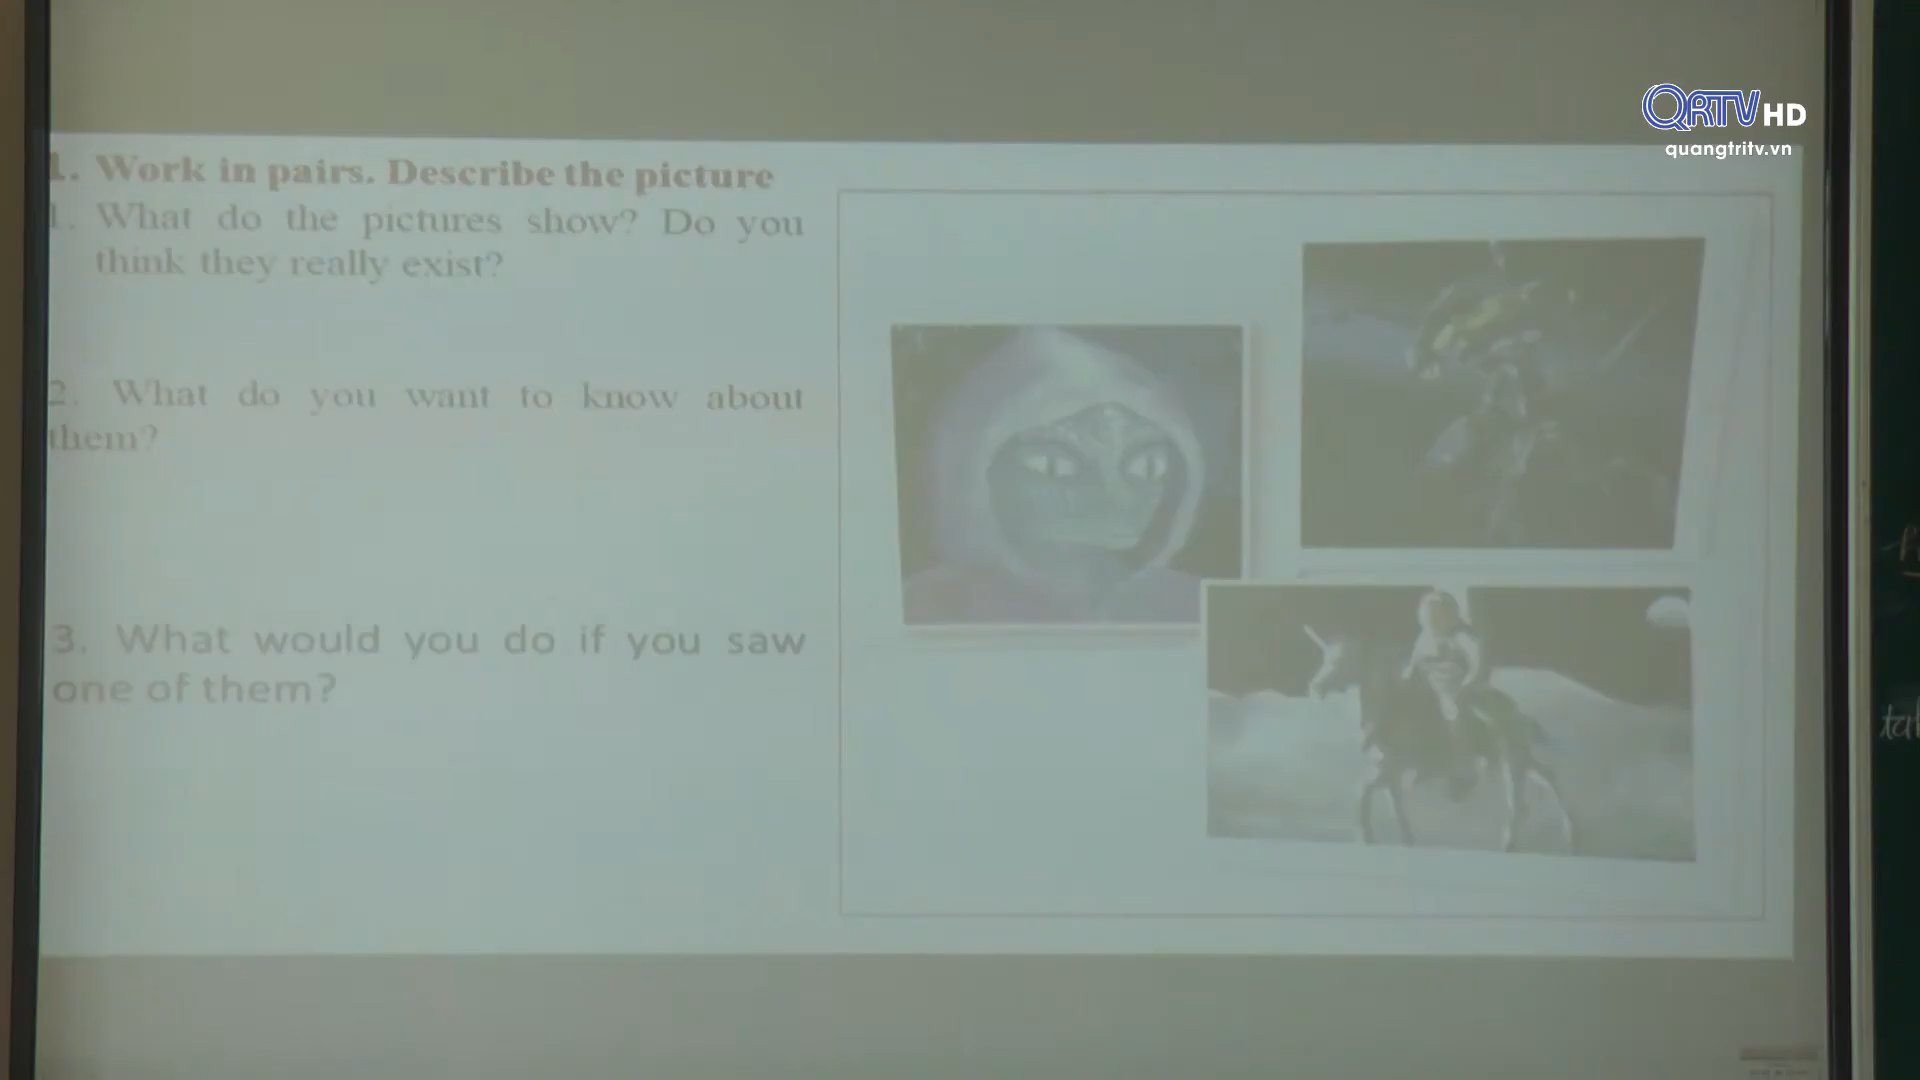 QRTV HD
quangtritv.vn
1. Work in pairs. Describe the picture
1. What do the pictures show? Do you
think they really exist?
2. What do you want to know about
them?
3. What would you do if you saw
one of them?